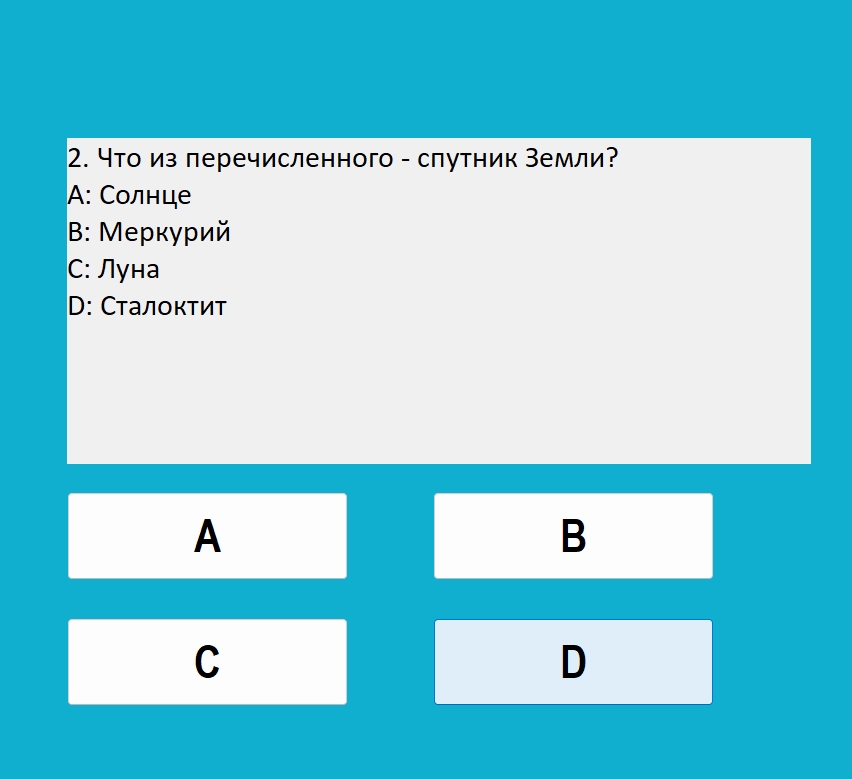 2. Что из перечисленного - спутник Земли?
A: Солнце
B: Меркурий
C: Луна
D: Сталоктит
A
B
C
D